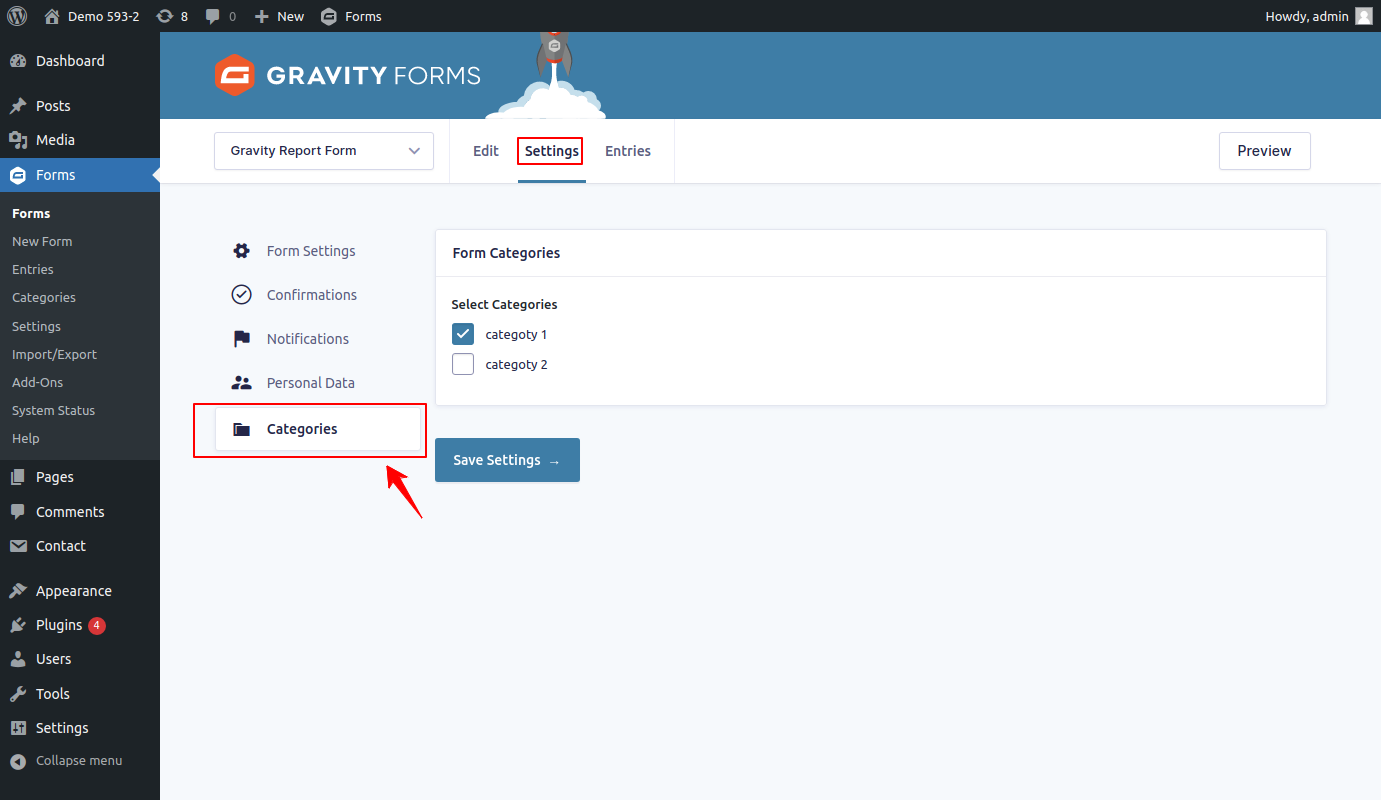 Demo 593-2 8 0 New Forms Howdy, admin
Dashboard
Posts
Media
Forms
Forms
New Form
Entries
Categories
Settings
Import/Export
Add-Ons
System Status
Help
Pages
Comments
Contact
Appearance
Plugins 4
Users
Tools
Settings
Collapse menu
GRAVITY FORMS
Gravity Report Form Edit Settings Entries Preview
Form Settings
Confirmations
Notifications
Personal Data
Categories
Form Categories
Select Categories
categoty 1
categoty 2
Save Settings →